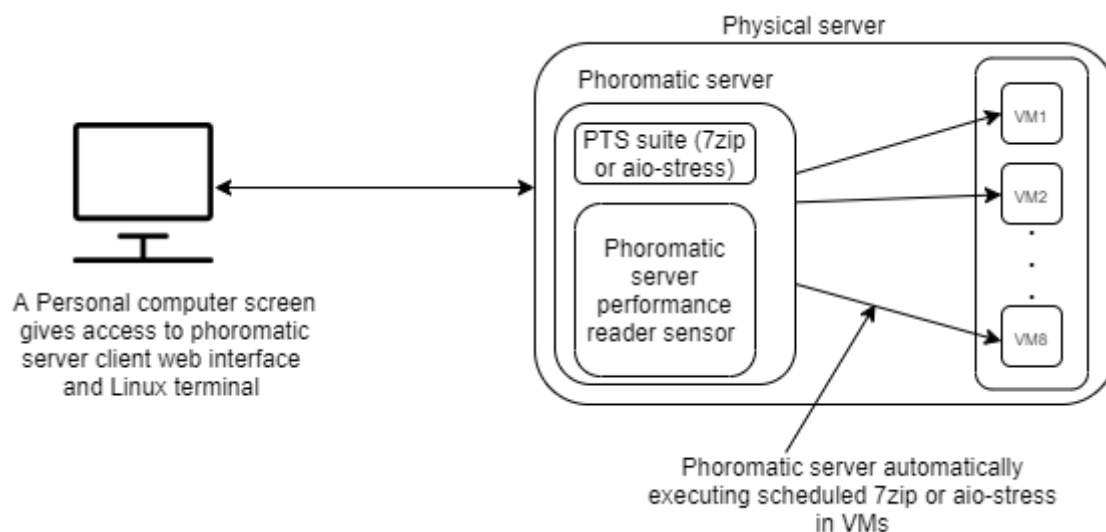 Physical server
Phoromatic server
PTS suite (7zip
or aio-stress)
Phoromatic
server
performance
reader sensor
VM1
VM2
VM8
A Personal computer screen
gives access to phoromatic
server client web interface
and Linux terminal
Phoromatic server automatically
executing scheduled 7zip or aio-stress
in VMs